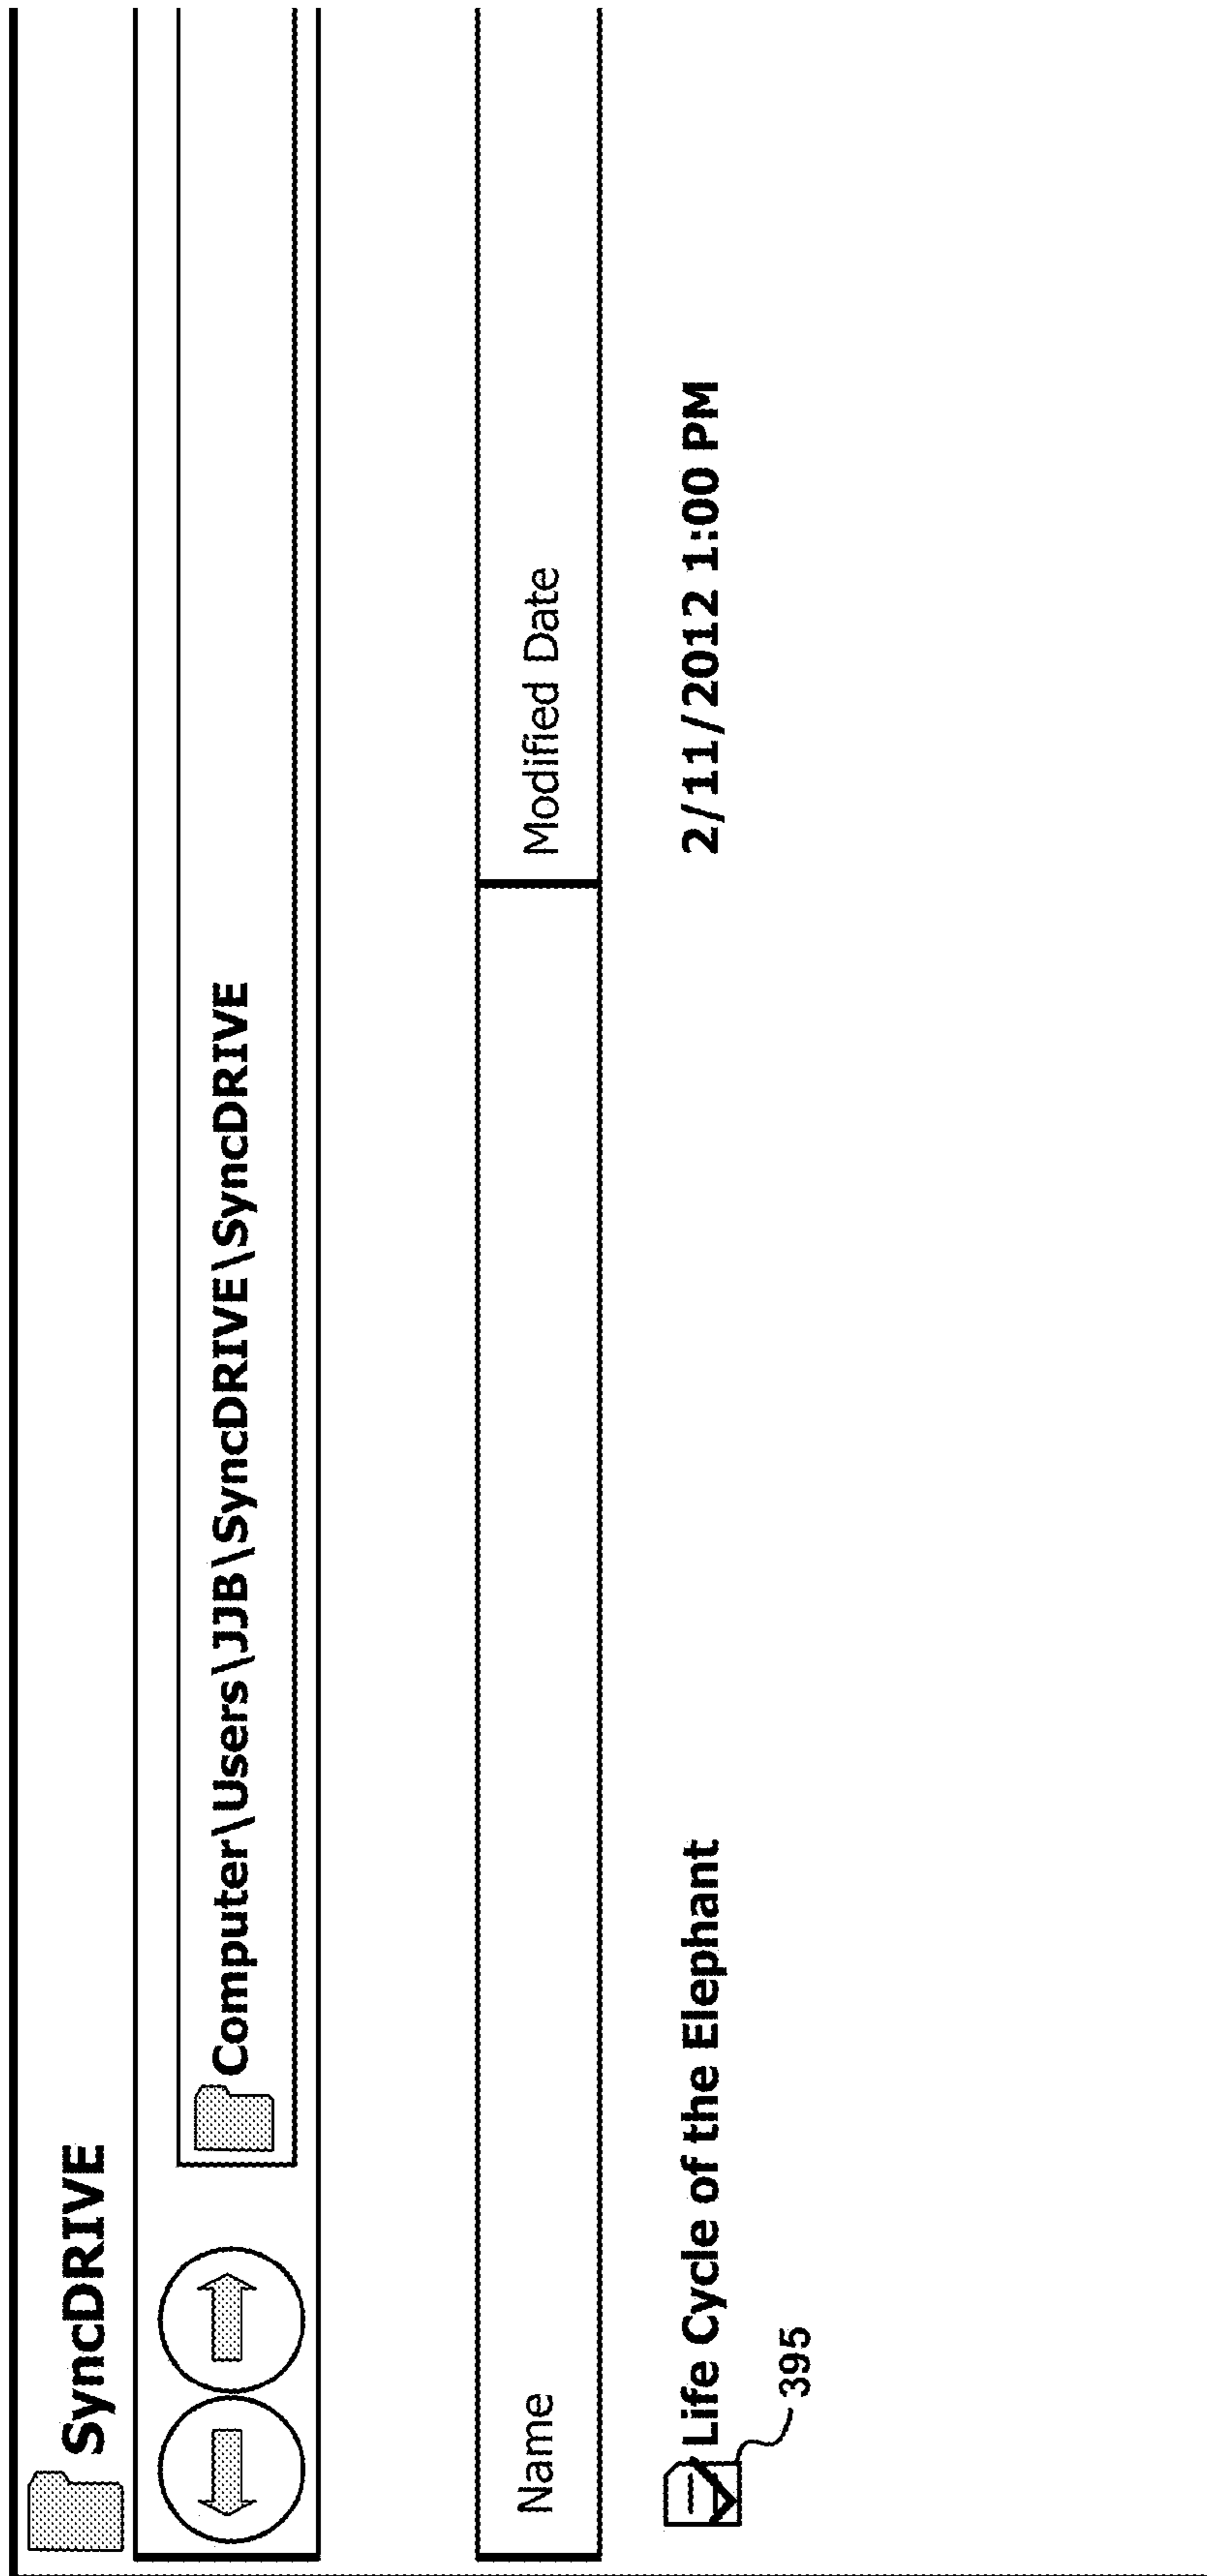 SyncDRIVE
Computer\Users\JJB\SyncDRIVE\SyncDRIVE
Name Modified Date
Life Cycle of the Elephant 2/11/2012 1:00 PM
395